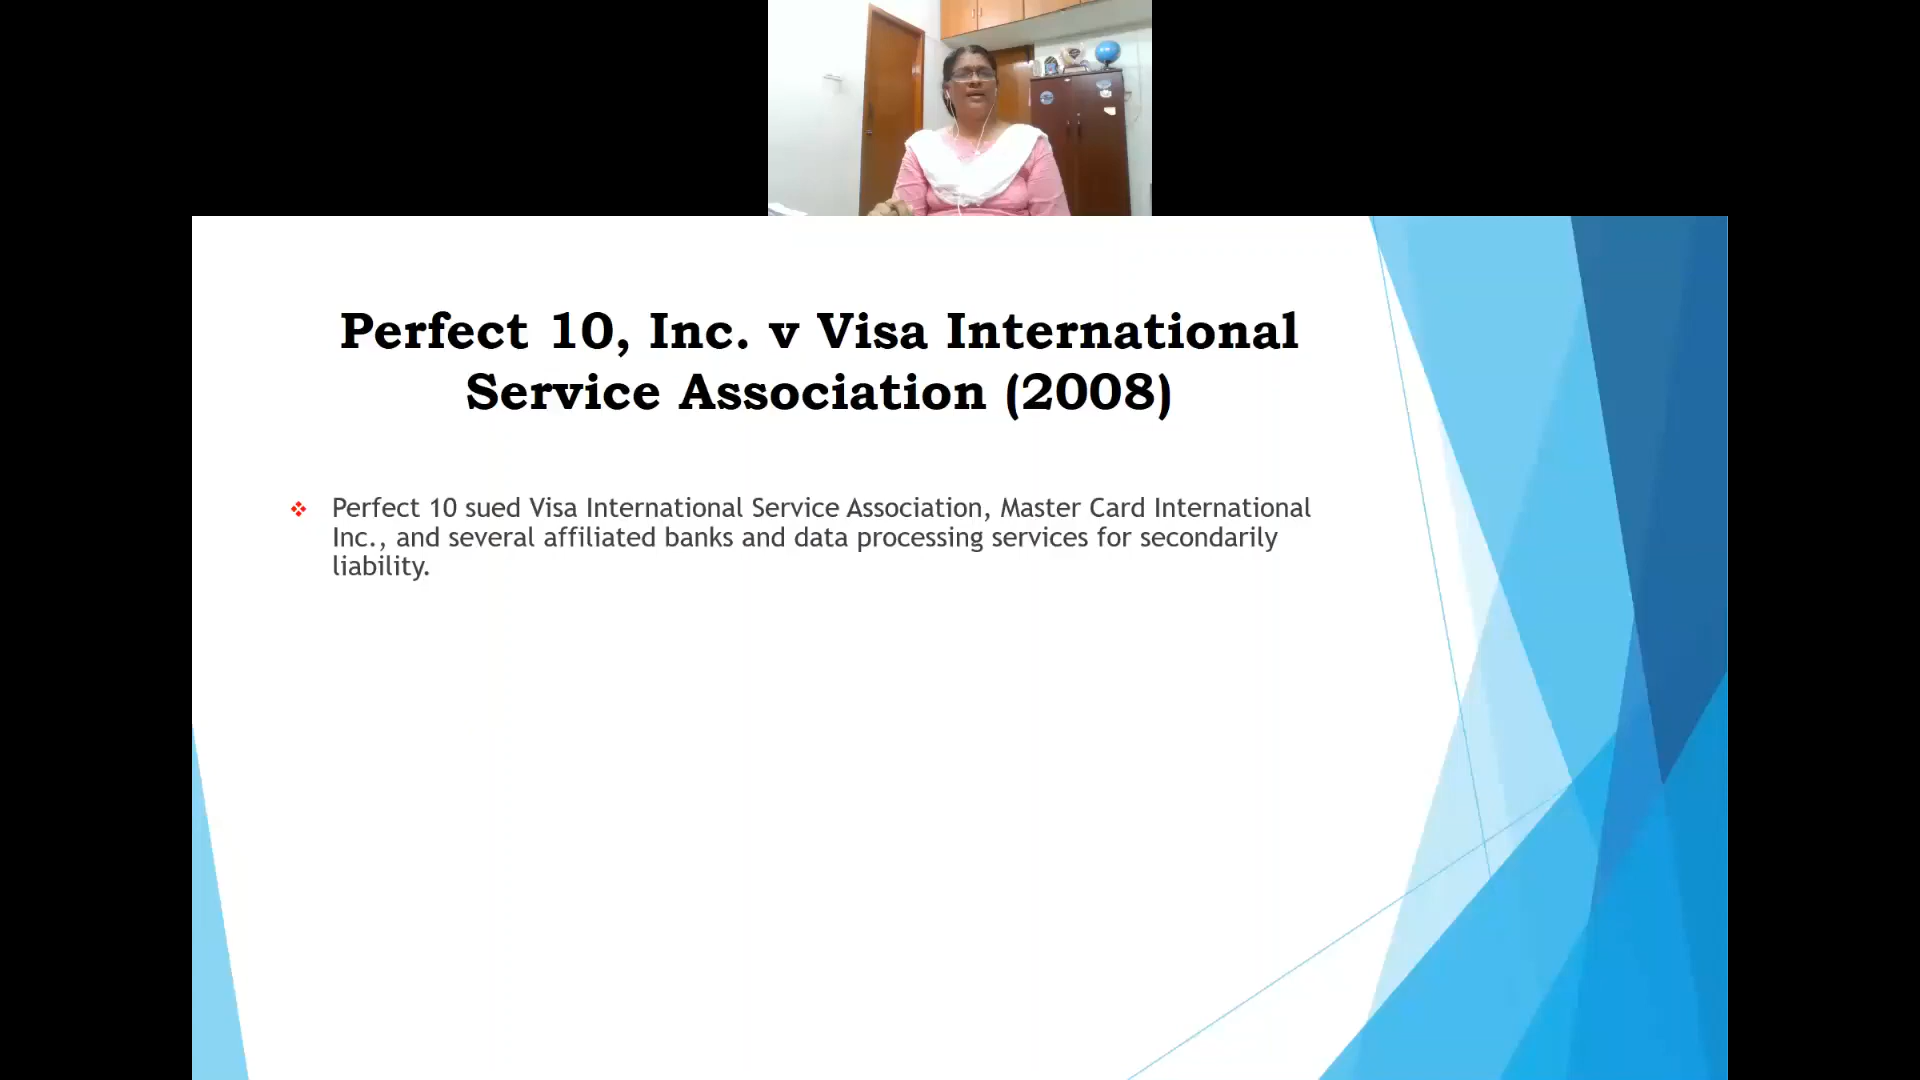 Perfect 10, Inc. v Visa International
Service Association (2008)
Perfect 10 sued Visa International Service Association, Master Card International
Inc., and several affiliated banks and data processing services for secondarily
liability.